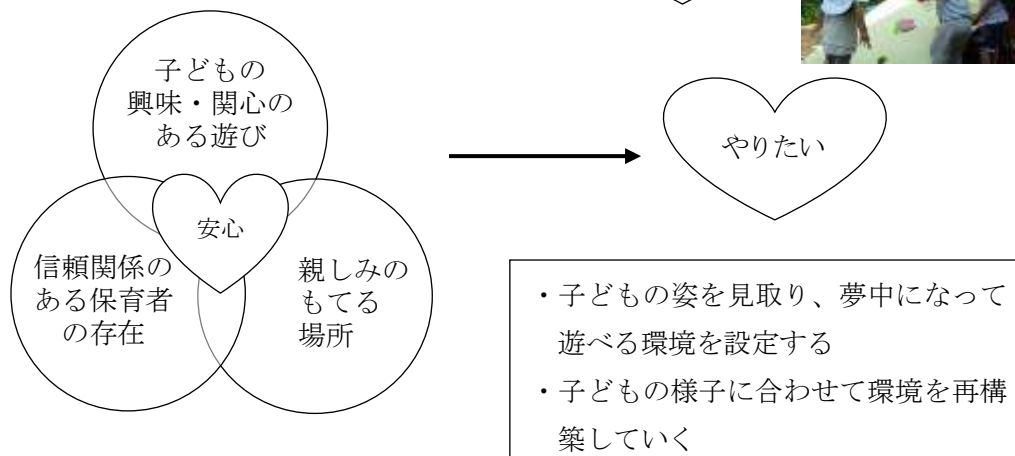 子どもの
興味・関心の
ある遊び
安心
信頼関係の
ある保育者
の存在
親しみの
もてる
場所
やりたい
・子どもの姿を見取り、夢中になって
遊べる環境を設定する
・子どもの様子に合わせて環境を再構
築していく